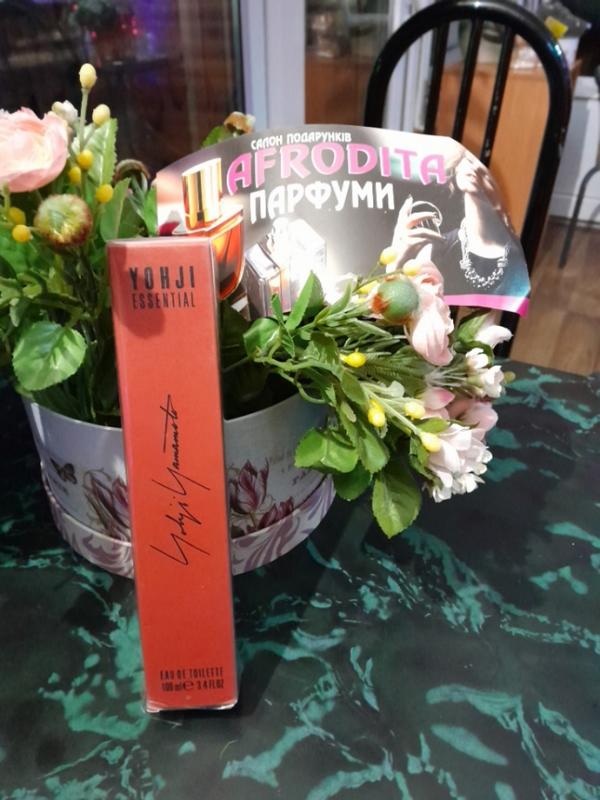 САЛОН ПОДАРУНКІВ
AFRODITA
ПАРФУМИ
YOHJI
ESSENTIAL
Yohji Yamamoto
EAU DE TOILETTE
100 ml e 3.4 FL OZ